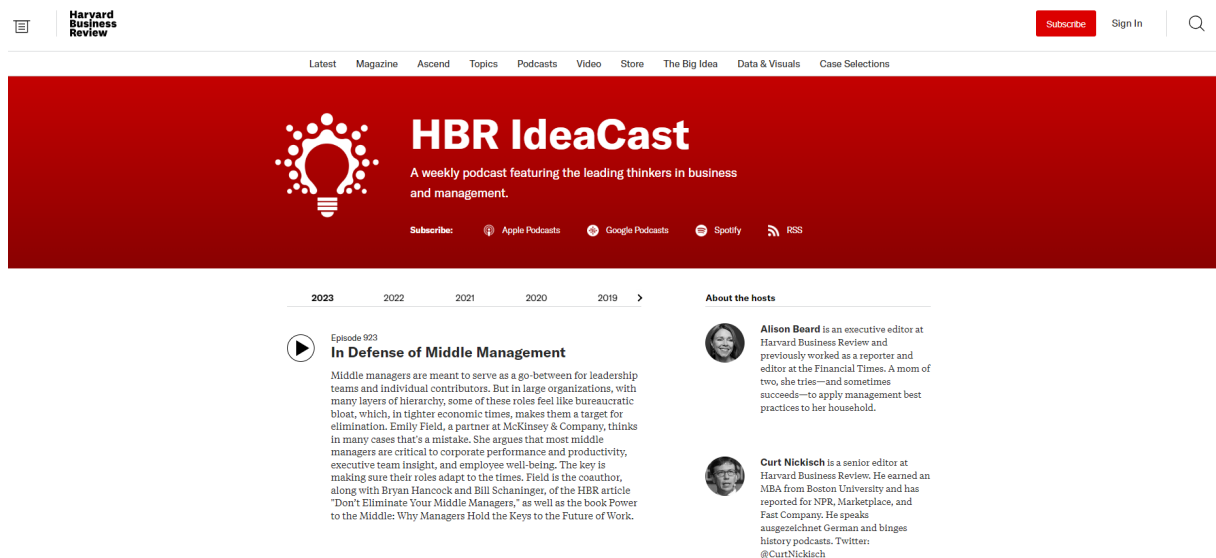 Harvard
Business
Review
Subscribe
Sign In
Latest Magazine Ascend Topics Podcasts Video Store The Big Idea Data & Visuals Case Selections
HBR IdeaCast
A weekly podcast featuring the leading thinkers in business
and management.
Subscribe: Apple Podcasts Google Podcasts Spotify RSS
2023 2022 2021 2020 2019
Episode 923
In Defense of Middle Management
Middle managers are meant to serve as a go-between for leadership
teams and individual contributors. But in large organizations, with
many layers of hierarchy, some of these roles feel like bureaucratic
bloat, which, in tighter economic times, makes them a target for
elimination. Emily Field, a partner at McKinsey & Company, thinks
in many cases that's a mistake. She argues that most middle
managers are critical to corporate performance and productivity,
executive team insight, and employee well-being. The key is
making sure their roles adapt to the times. Field is the coauthor,
along with Bryan Hancock and Bill Schaninger, of the HBR article
"Don't Eliminate Your Middle Managers," as well as the book Power
to the Middle: Why Managers Hold the Keys to the Future of Work.
About the hosts
Alison Beard is an executive editor at
Harvard Business Review and
previously worked as a reporter and
editor at the Financial Times. A mom of
two, she tries—and sometimes
succeeds—to apply management best
practices to her household.
Curt Nickisch is a senior editor at
Harvard Business Review. He earned an
MBA from Boston University and has
reported for NPR, Marketplace, and
Fast Company. He speaks
ausgezeichnet German and binges
history podcasts. Twitter:
@CurtNickisch